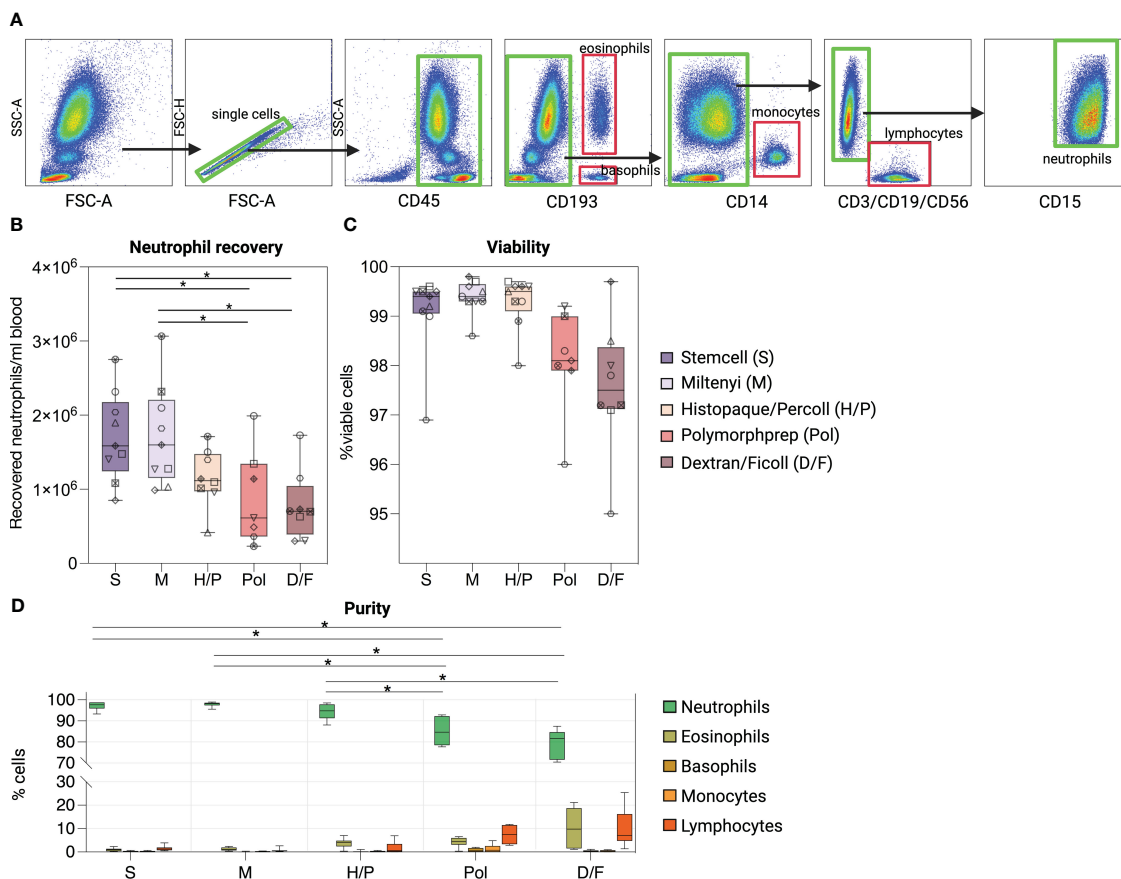 A
eosinophils
single cells
monocytes
lymphocytes
basophils
neutrophils
SSC-A
FSC-H
SSC-A
FSC-A
FSC-A
CD45
CD193
CD14
CD3/CD19/CD56
CD15
B
Neutrophil recovery
Recovered neutrophils/ml blood
4×10⁶
3×10⁶
2×10⁶
1×10⁶
0
*
*
*
*
S M H/P Pol D/F
C
Viability
%viable cells
100
99
98
97
96
95
S M H/P Pol D/F
Stemcell (S)
Miltenyi (M)
Histopaque/Percoll (H/P)
Polymorphprep (Pol)
Dextran/Ficoll (D/F)
D
Purity
*
*
*
*
*
*
% cells
100
90
80
70
30
20
10
0
S M H/P Pol D/F
Neutrophils
Eosinophils
Basophils
Monocytes
Lymphocytes